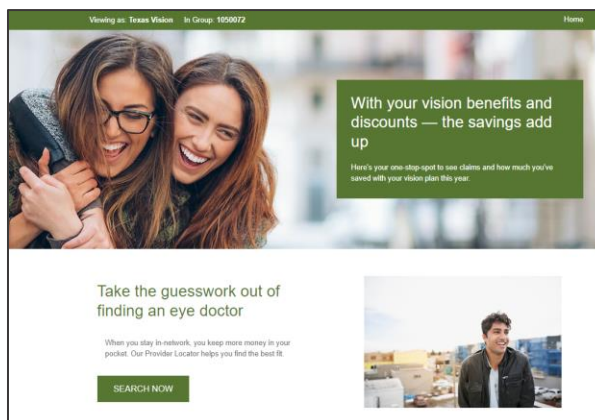 Viewing as: Texas Vision In Group: 1050072 Home
With your vision benefits and
discounts — the savings add
up
Here's your one-stop-spot to see claims and how much you've
saved with your vision plan this year.
Take the guesswork out of
finding an eye doctor
When you stay in-network, you keep more money in your
pocket. Our Provider Locator helps you find the best fit.
SEARCH NOW